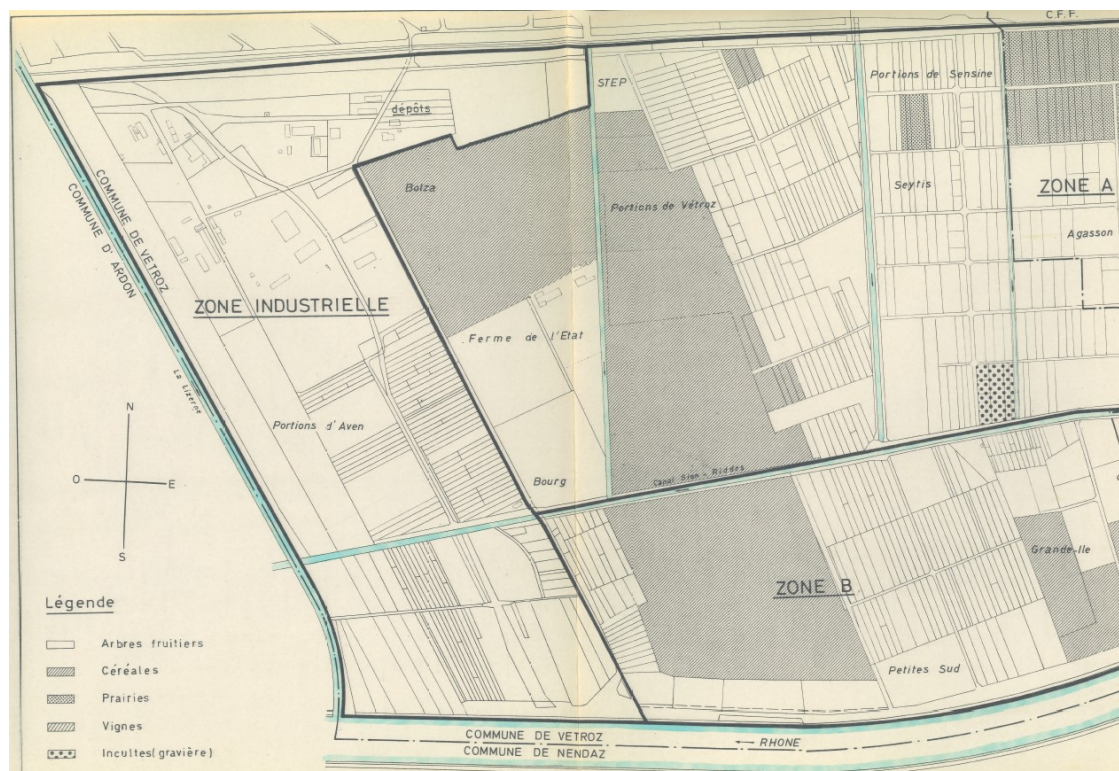 C.F.F.
STEP
Portions de Sensine
dépôts
Botza
Seytis
ZONE A
Portions de Vétroz
Agasson
COMMUNE DE VETROZ
COMMUNE D' ARDON
ZONE INDUSTRIELLE
Ferme de l'Etat
La Lizerne
Portions d'Aven
N
O
E
S
Bourg
Canal Sion - Riddes
Grande-Ile
ZONE B
Petites Sud
Légende
Arbres fruitiers
Céréales
Prairies
Vignes
Incultes (gravière)
COMMUNE DE VETROZ
COMMUNE DE NENDAZ
RHONE